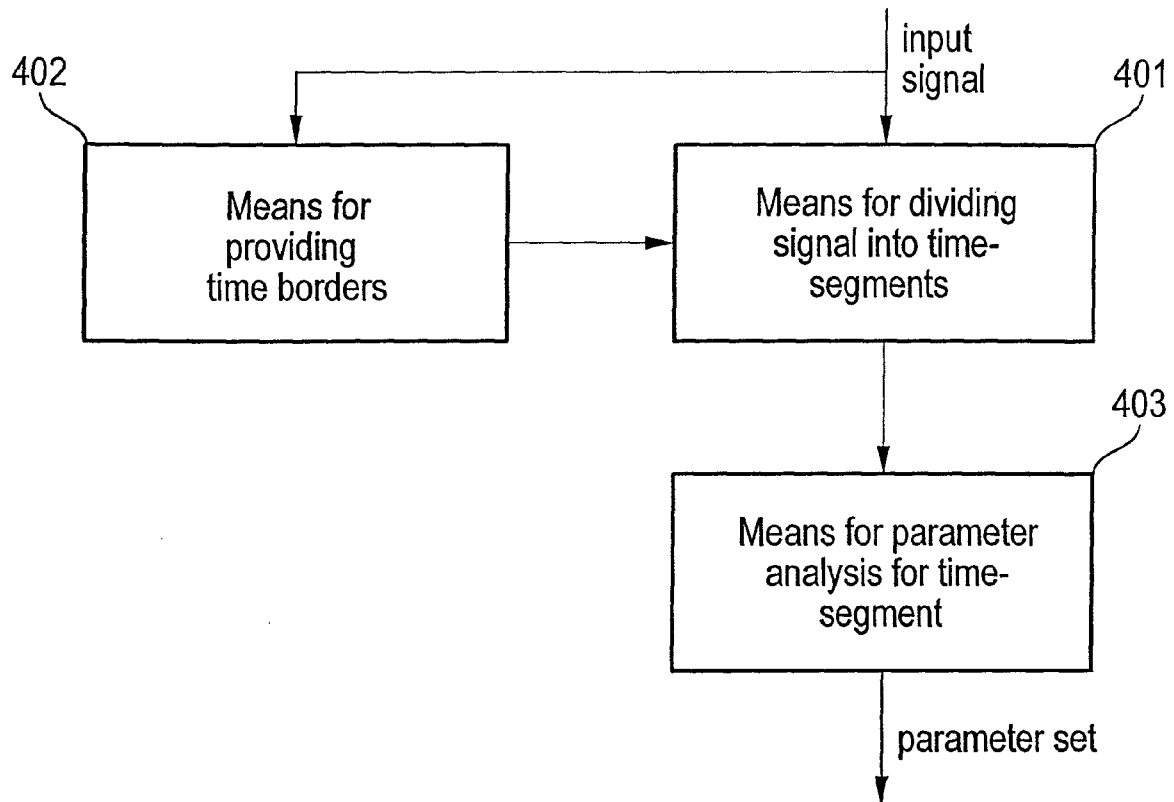 input
signal
402
401
Means for
providing
time borders
Means for dividing
signal into time-
segments
403
Means for parameter
analysis for time-
segment
parameter set